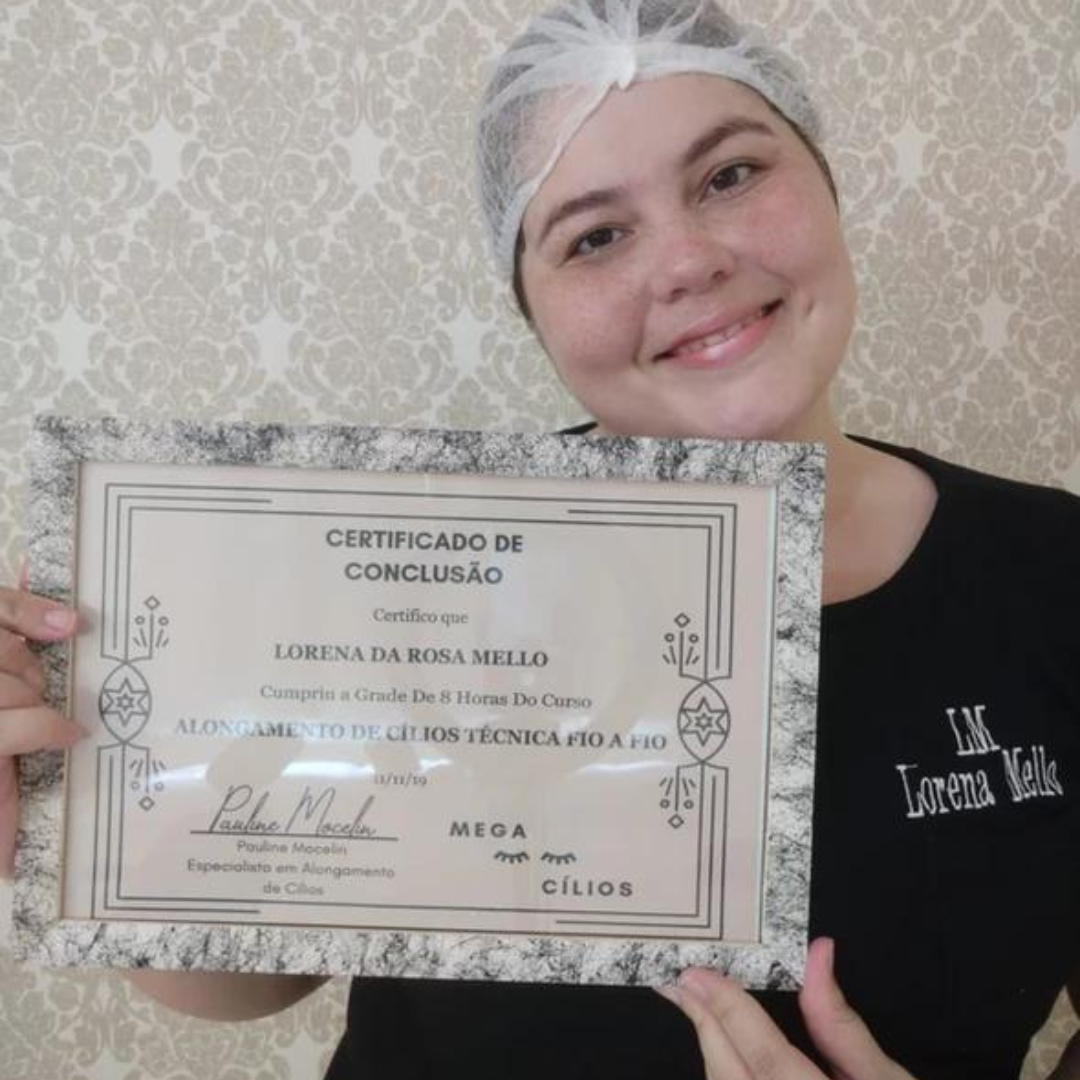 CERTIFICADO DE
CONCLUSÃO
Certifico que
LORENA DA ROSA MELLO
Cumpriu a Grade De 8 Horas Do Curso
ALONGAMENTO DE CÍLIOS TÉCNICA FIO A FIO
11/11/19
Pauline Mocelin
Pauline Mocelin
Especialista em Alongamento
de Cílios
MEGA
CÍLIOS
LM
Lorena Mello